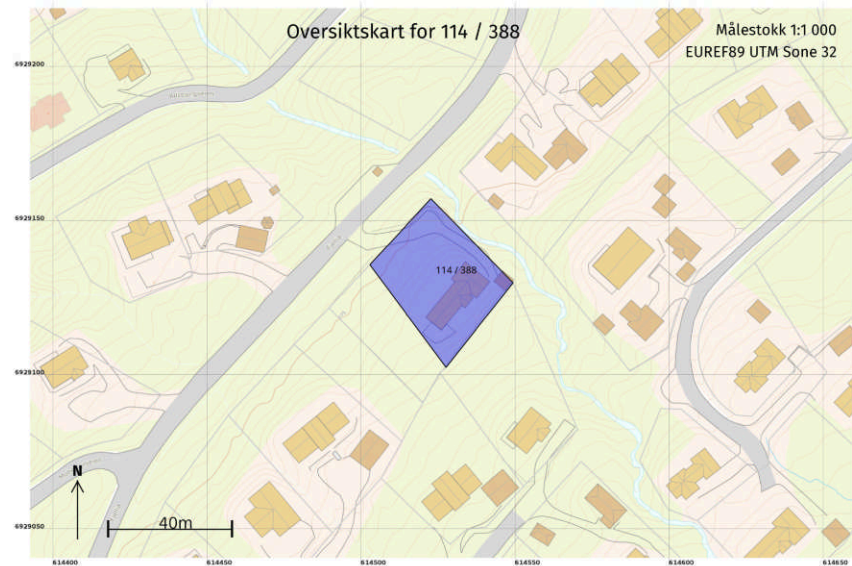 Oversiktskart for 114 / 388
Målestokk 1:1 000
EUREF89 UTM Sone 32
6929200
6929150
114 / 388
6929100
N
40m
6929050
614400
614450
614500
614550
614600
614650